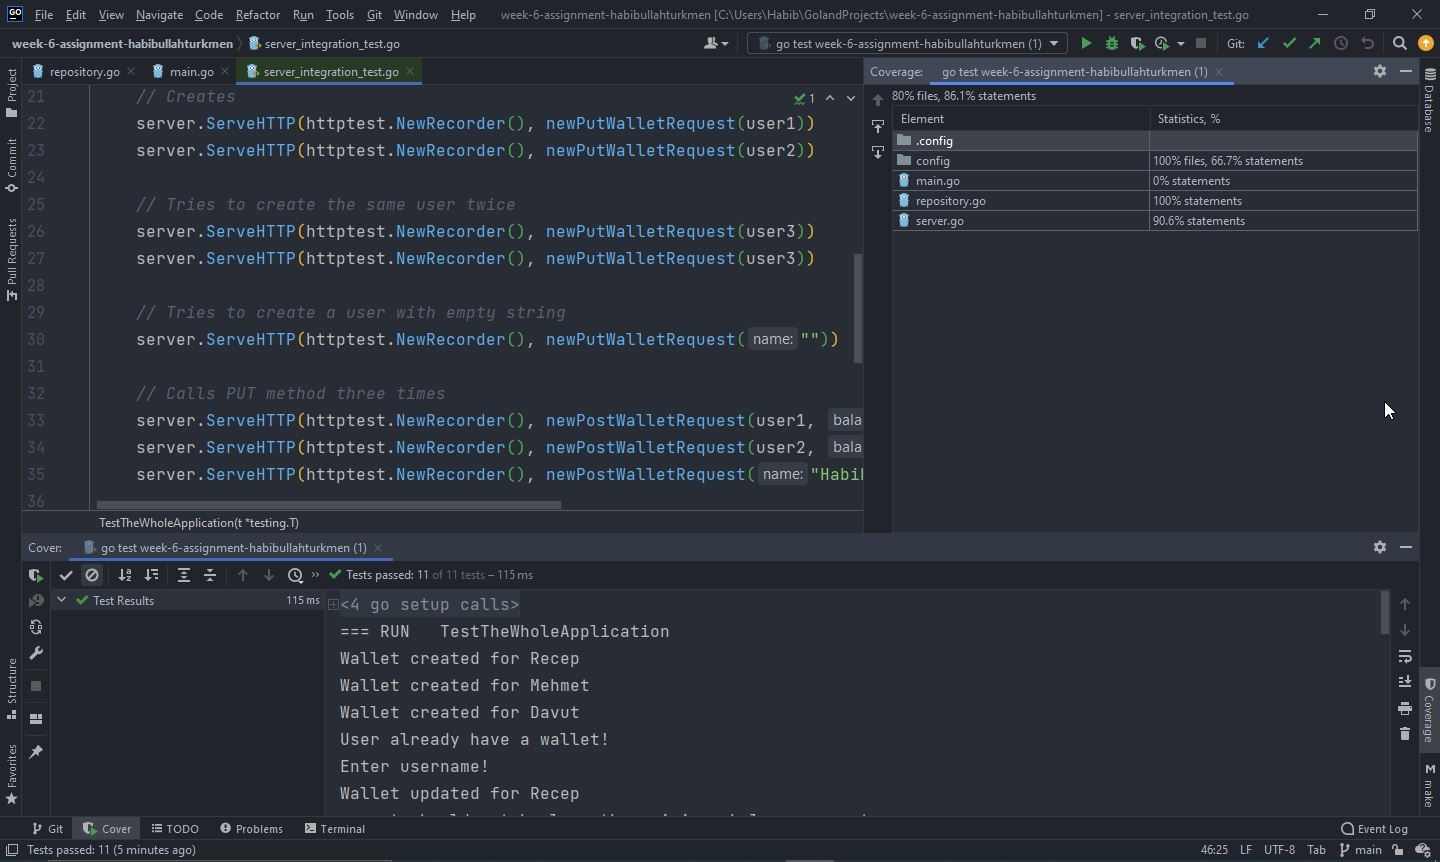 GO File Edit View Navigate Code Refactor Run Tools Git Window Help week-6-assignment-habibullahturkmen [C:\Users\Habib\GolandProjects\week-6-assignment-habibullahturkmen] - server_integration_test.go
week-6-assignment-habibullahturkmen server_integration_test.go go test week-6-assignment-habibullahturkmen (1) Git:
repository.go main.go server_integration_test.go
Coverage: go test week-6-assignment-habibullahturkmen (1)
Project
Commit
Pull Requests
Structure
Favorites
21 // Creates
1
22 server.ServeHTTP(httptest.NewRecorder(), newPutWalletRequest(user1))
23 server.ServeHTTP(httptest.NewRecorder(), newPutWalletRequest(user2))
24
25 // Tries to create the same user twice
26 server.ServeHTTP(httptest.NewRecorder(), newPutWalletRequest(user3))
27 server.ServeHTTP(httptest.NewRecorder(), newPutWalletRequest(user3))
28
29 // Tries to create a user with empty string
30 server.ServeHTTP(httptest.NewRecorder(), newPutWalletRequest( name: ""))
31
32 // Calls PUT method three times
33 server.ServeHTTP(httptest.NewRecorder(), newPostWalletRequest(user1, bala
34 server.ServeHTTP(httptest.NewRecorder(), newPostWalletRequest(user2, bala
35 server.ServeHTTP(httptest.NewRecorder(), newPostWalletRequest( name: "Habib
36
TestTheWholeApplication(t *testing.T)
80% files, 86.1% statements
Element Statistics, %
.config
config 100% files, 66.7% statements
main.go 0% statements
repository.go 100% statements
server.go 90.6% statements
Database
Coverage
M make
Cover: go test week-6-assignment-habibullahturkmen (1)
Tests passed: 11 of 11 tests – 115 ms
Test Results 115 ms
<4 go setup calls>
=== RUN TestTheWholeApplication
Wallet created for Recep
Wallet created for Mehmet
Wallet created for Davut
User already have a wallet!
Enter username!
Wallet updated for Recep
Git Cover TODO Problems Terminal Event Log
Tests passed: 11 (5 minutes ago) 46:25 LF UTF-8 Tab main